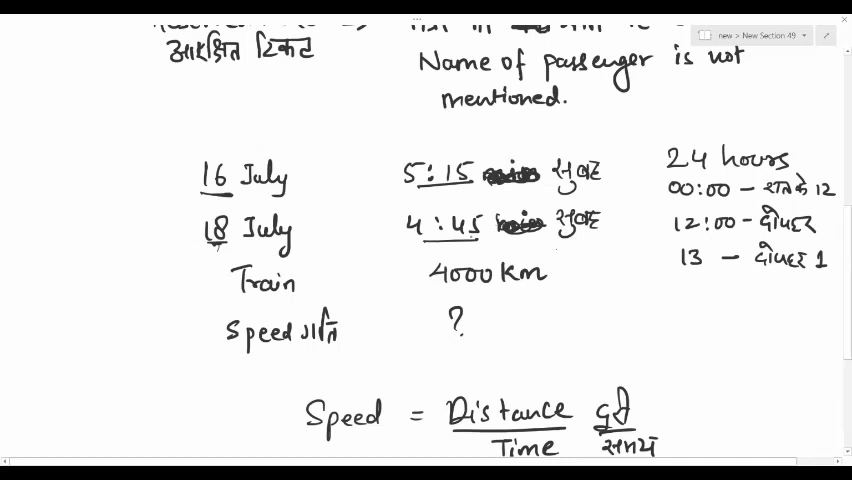 new > New Section 49
आरक्षित टिकट
Name of passenger is not
mentioned.
16 July 5:15 सुबह
18 July 4:45 सुबह
Train 4000 km
Speed गति ?
24 hours
00:00 - रात के 12
12:00 - दोपहर
13 - दोपहर 1
Speed = Distance दूरी
Time समय